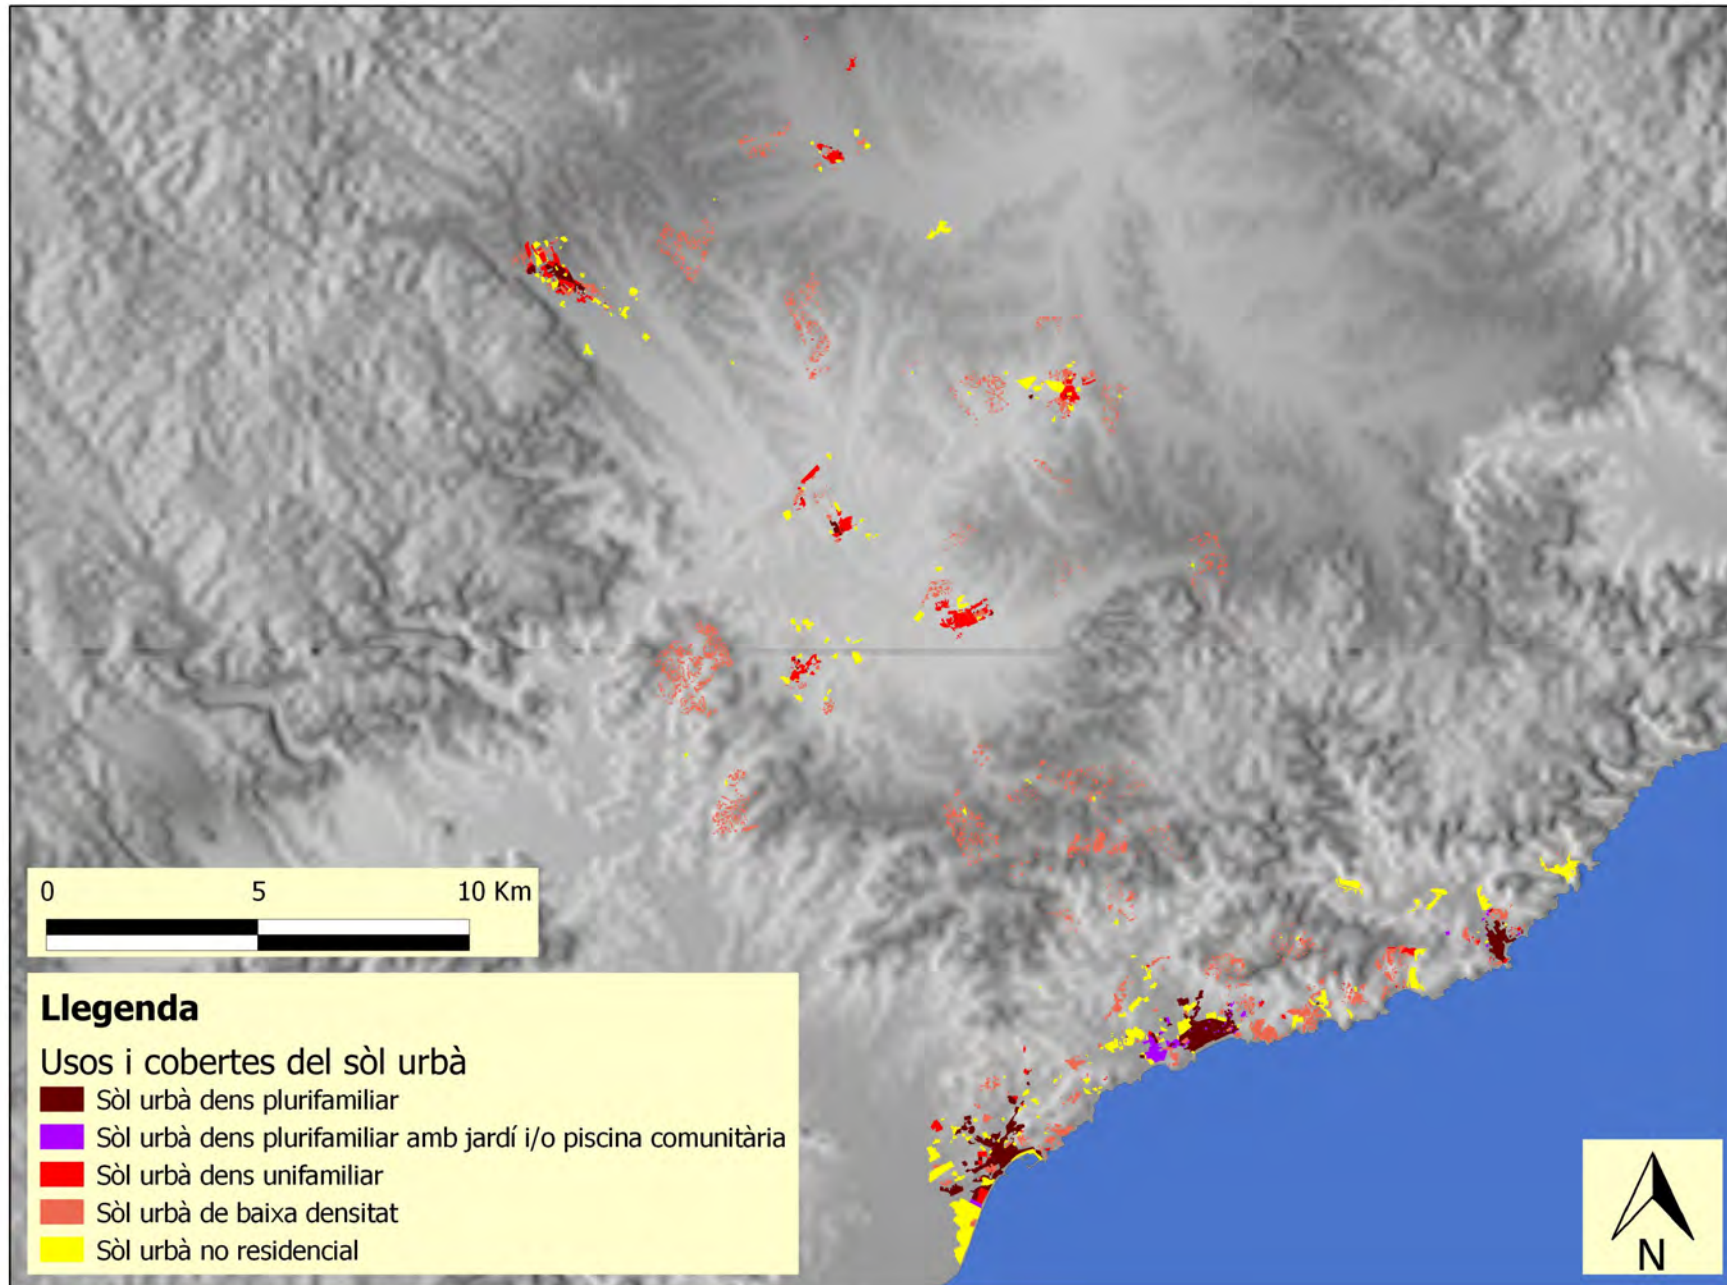 0 5 10 Km
Llegenda
Usos i cobertes del sòl urbà
Sòl urbà dens plurifamiliar
Sòl urbà dens plurifamiliar amb jardí i/o piscina comunitària
Sòl urbà dens unifamiliar
Sòl urbà de baixa densitat
Sòl urbà no residencial
N